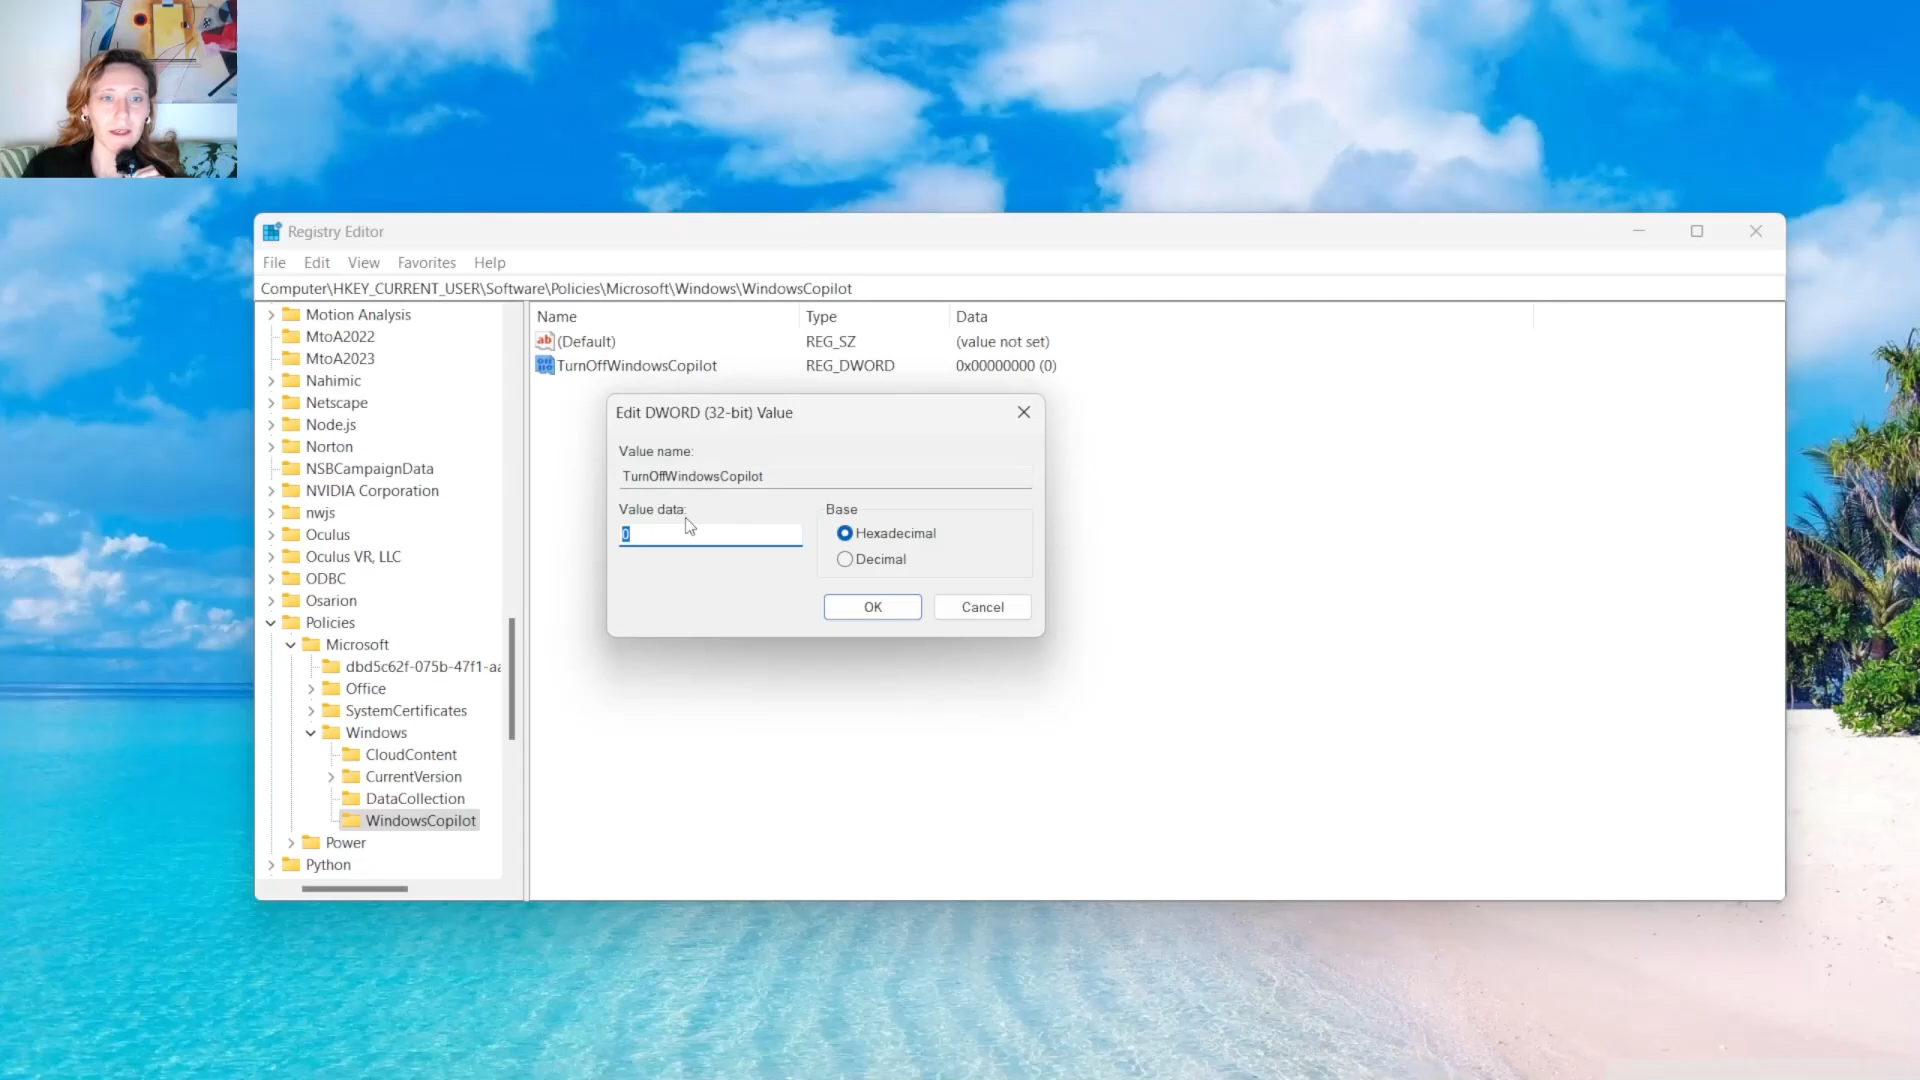 Registry Editor
File Edit View Favorites Help
Computer\HKEY_CURRENT_USER\Software\Policies\Microsoft\Windows\WindowsCopilot
Motion Analysis
MtoA2022
MtoA2023
Nahimic
Netscape
Node.js
Norton
NSBCampaignData
NVIDIA Corporation
nwjs
Oculus
Oculus VR, LLC
ODBC
Osarion
Policies
Microsoft
dbd5c62f-075b-47f1-aa
Office
SystemCertificates
Windows
CloudContent
CurrentVersion
DataCollection
WindowsCopilot
Power
Python
Name Type Data
(Default) REG_SZ (value not set)
TurnOffWindowsCopilot REG_DWORD 0x00000000 (0)
Edit DWORD (32-bit) Value
Value name:
TurnOffWindowsCopilot
Value data:
0
Base
Hexadecimal
Decimal
OK Cancel